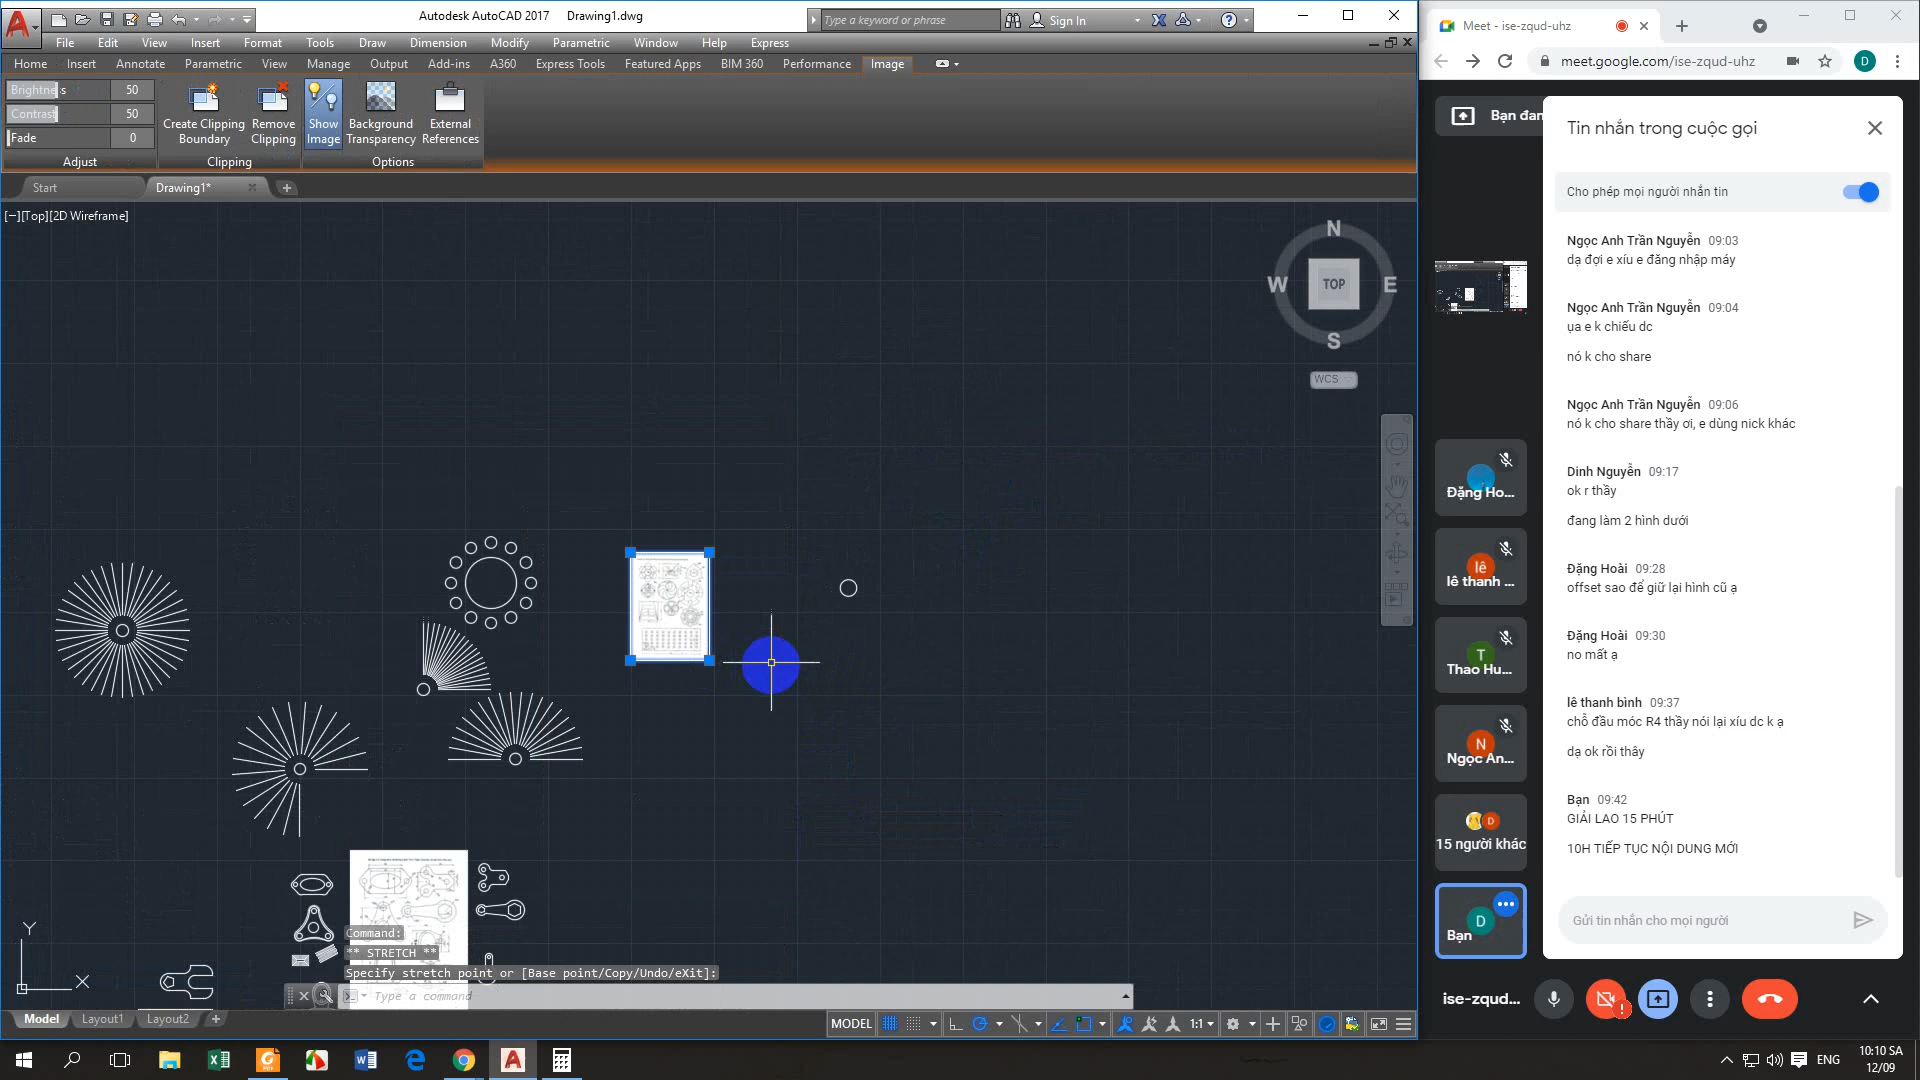 Autodesk AutoCAD 2017 Drawing1.dwg
Type a keyword or phrase
Sign In
File Edit View Insert Format Tools Draw Dimension Modify Parametric Window Help Express
Home Insert Annotate Parametric View Manage Output Add-ins A360 Express Tools Featured Apps BIM 360 Performance Image
Brightness 50
Contrast 50
Fade 0
Create Clipping Boundary
Remove Clipping
Show Image
Background Transparency
External References
Adjust
Clipping
Options
Start
Drawing1*
[−][Top][2D Wireframe]
N
W
TOP
E
S
WCS
Y
X
Command:
** STRETCH **
Specify stretch point or [Base point/Copy/Undo/eXit]:
Type a command
Model Layout1 Layout2
MODEL
1:1
Meet - ise-zqud-uhz
meet.google.com/ise-zqud-uhz
D
Bạn đan
Tin nhắn trong cuộc gọi
Cho phép mọi người nhắn tin
Ngọc Anh Trần Nguyễn 09:03
dạ đợi e xíu e đăng nhập máy
Ngọc Anh Trần Nguyễn 09:04
ụa e k chiếu dc
nó k cho share
Ngọc Anh Trần Nguyễn 09:06
nó k cho share thầy ơi, e dùng nick khác
Dinh Nguyễn 09:17
ok r thầy
đang làm 2 hình dưới
Đặng Hoài 09:28
offset sao để giữ lại hình cũ ạ
Đặng Hoài 09:30
no mất ạ
lê thanh bình 09:37
chỗ đầu móc R4 thầy nói lại xíu dc k ạ
dạ ok rồi thây
Bạn 09:42
GIẢI LAO 15 PHÚT
10H TIẾP TỤC NỘI DUNG MỚI
Gửi tin nhắn cho mọi người
Đặng Ho...
lê
lê thanh ...
T
Thao Hu...
N
Ngọc An...
D
15 người khác
D
Bạn
ise-zqud...
ENG
10:10 SA
12/09